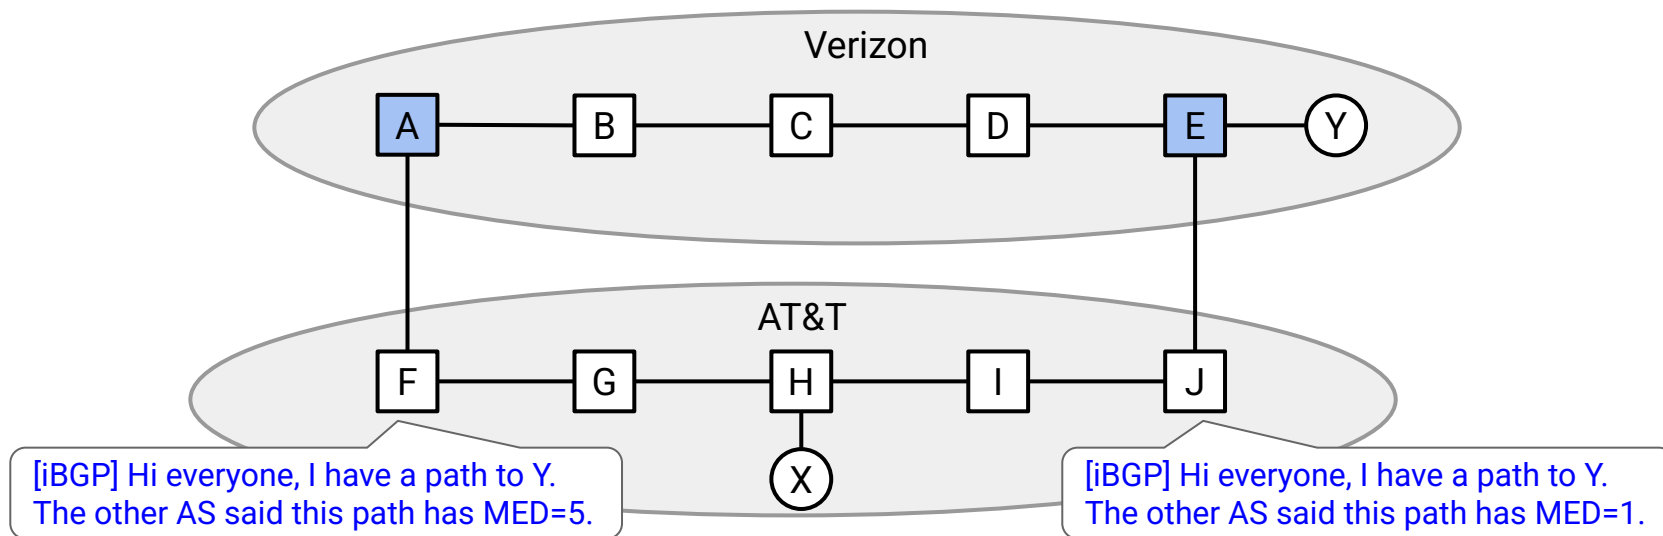 Verizon
A
B
C
D
E
Y
AT&T
F
G
H
I
J
X
[iBGP] Hi everyone, I have a path to Y.
The other AS said this path has MED=5.
[iBGP] Hi everyone, I have a path to Y.
The other AS said this path has MED=1.